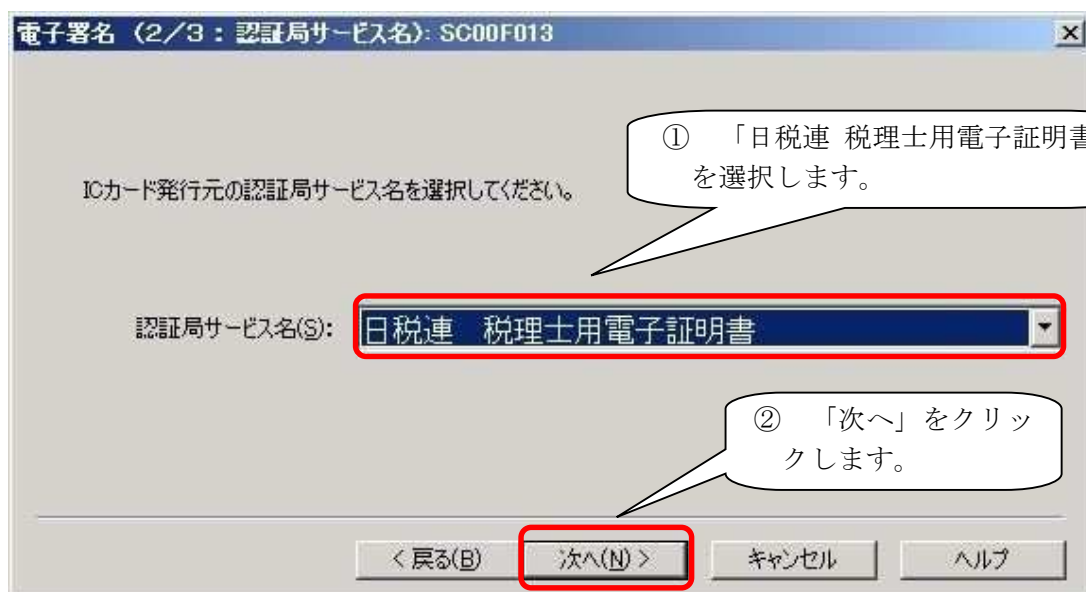 電子署名 (2/3：認証局サービス名): SC00F013
① 「日税連 税理士用電子証明書
を選択します。
ICカード発行元の認証局サービス名を選択してください。
認証局サービス名(S): 日税連 税理士用電子証明書
② 「次へ」をクリッ
クします。
< 戻る(B) 次へ(N) > キャンセル ヘルプ